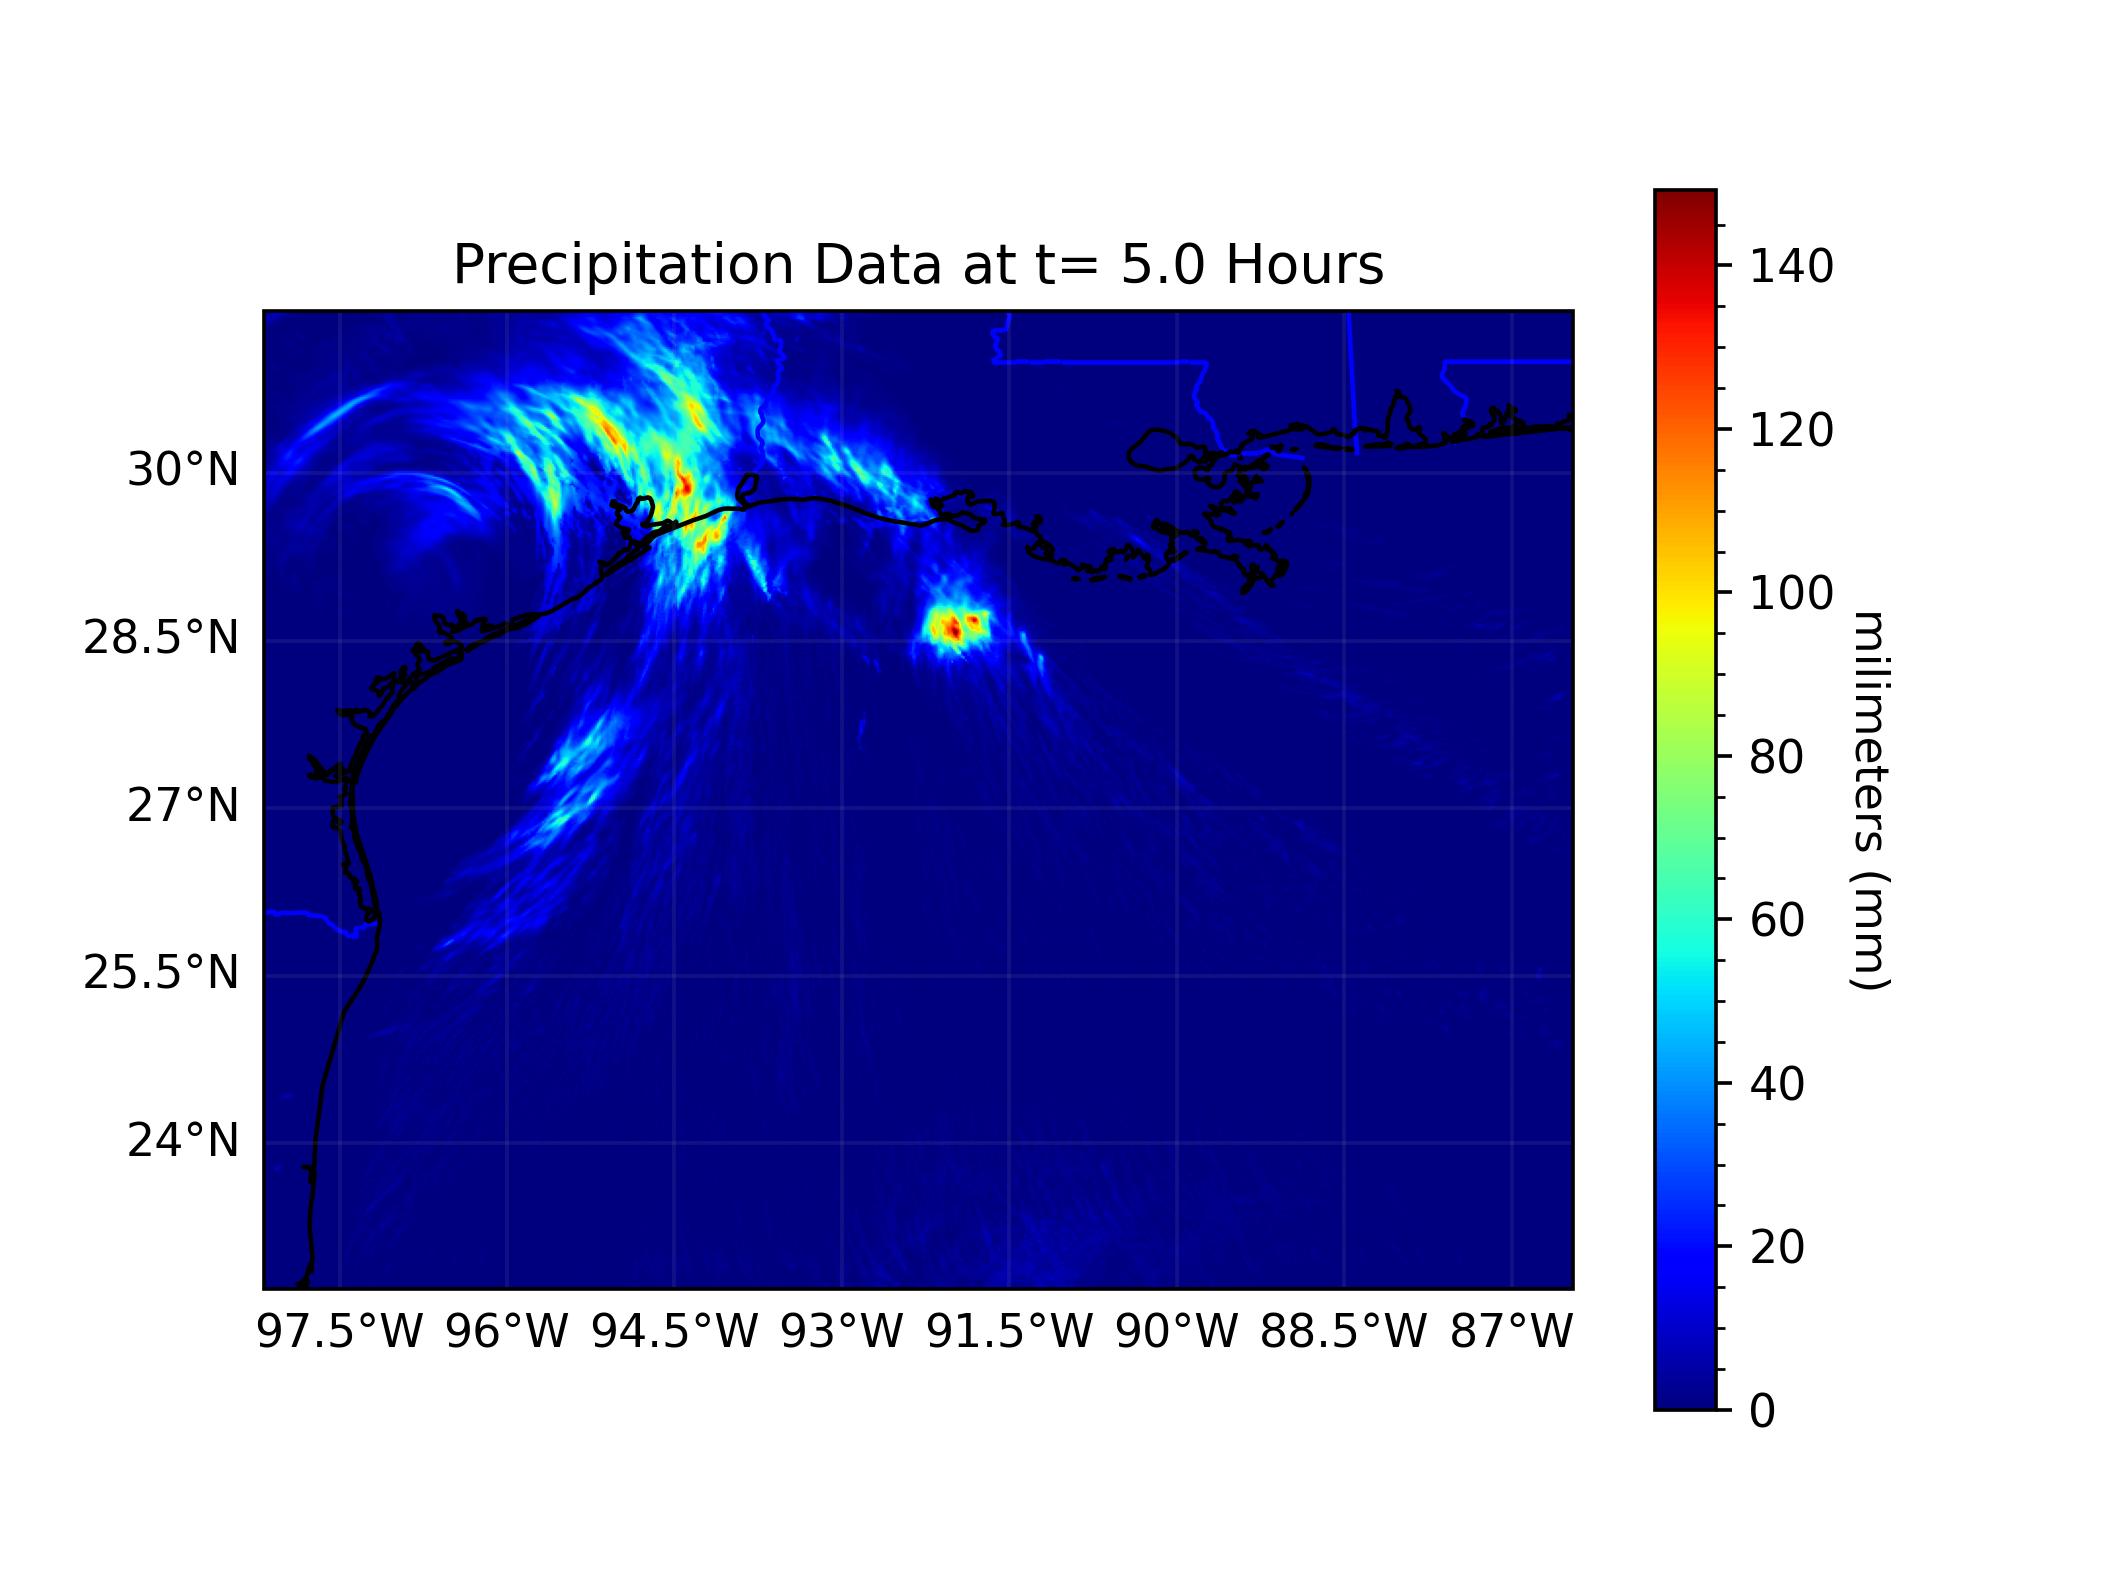 Precipitation Data at t= 5.0 Hours
30°N
28.5°N
27°N
25.5°N
24°N
97.5°W 96°W 94.5°W 93°W 91.5°W 90°W 88.5°W 87°W
140
120
100
80
60
40
20
0
millimeters (mm)